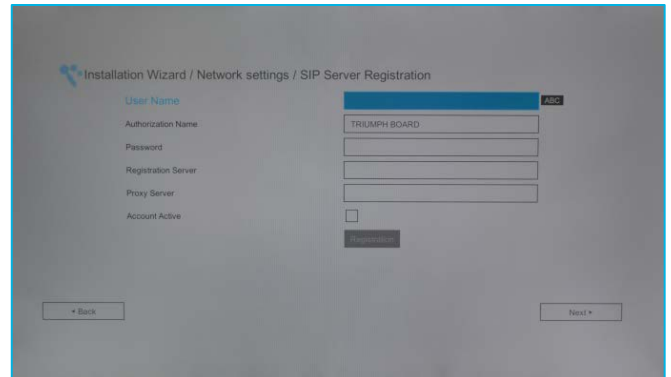 Installation Wizard / Network settings / SIP Server Registration
User Name
ABC
Authorization Name
TRIUMPH BOARD
Password
Registration Server
Proxy Server
Account Active
Registration
Back
Next